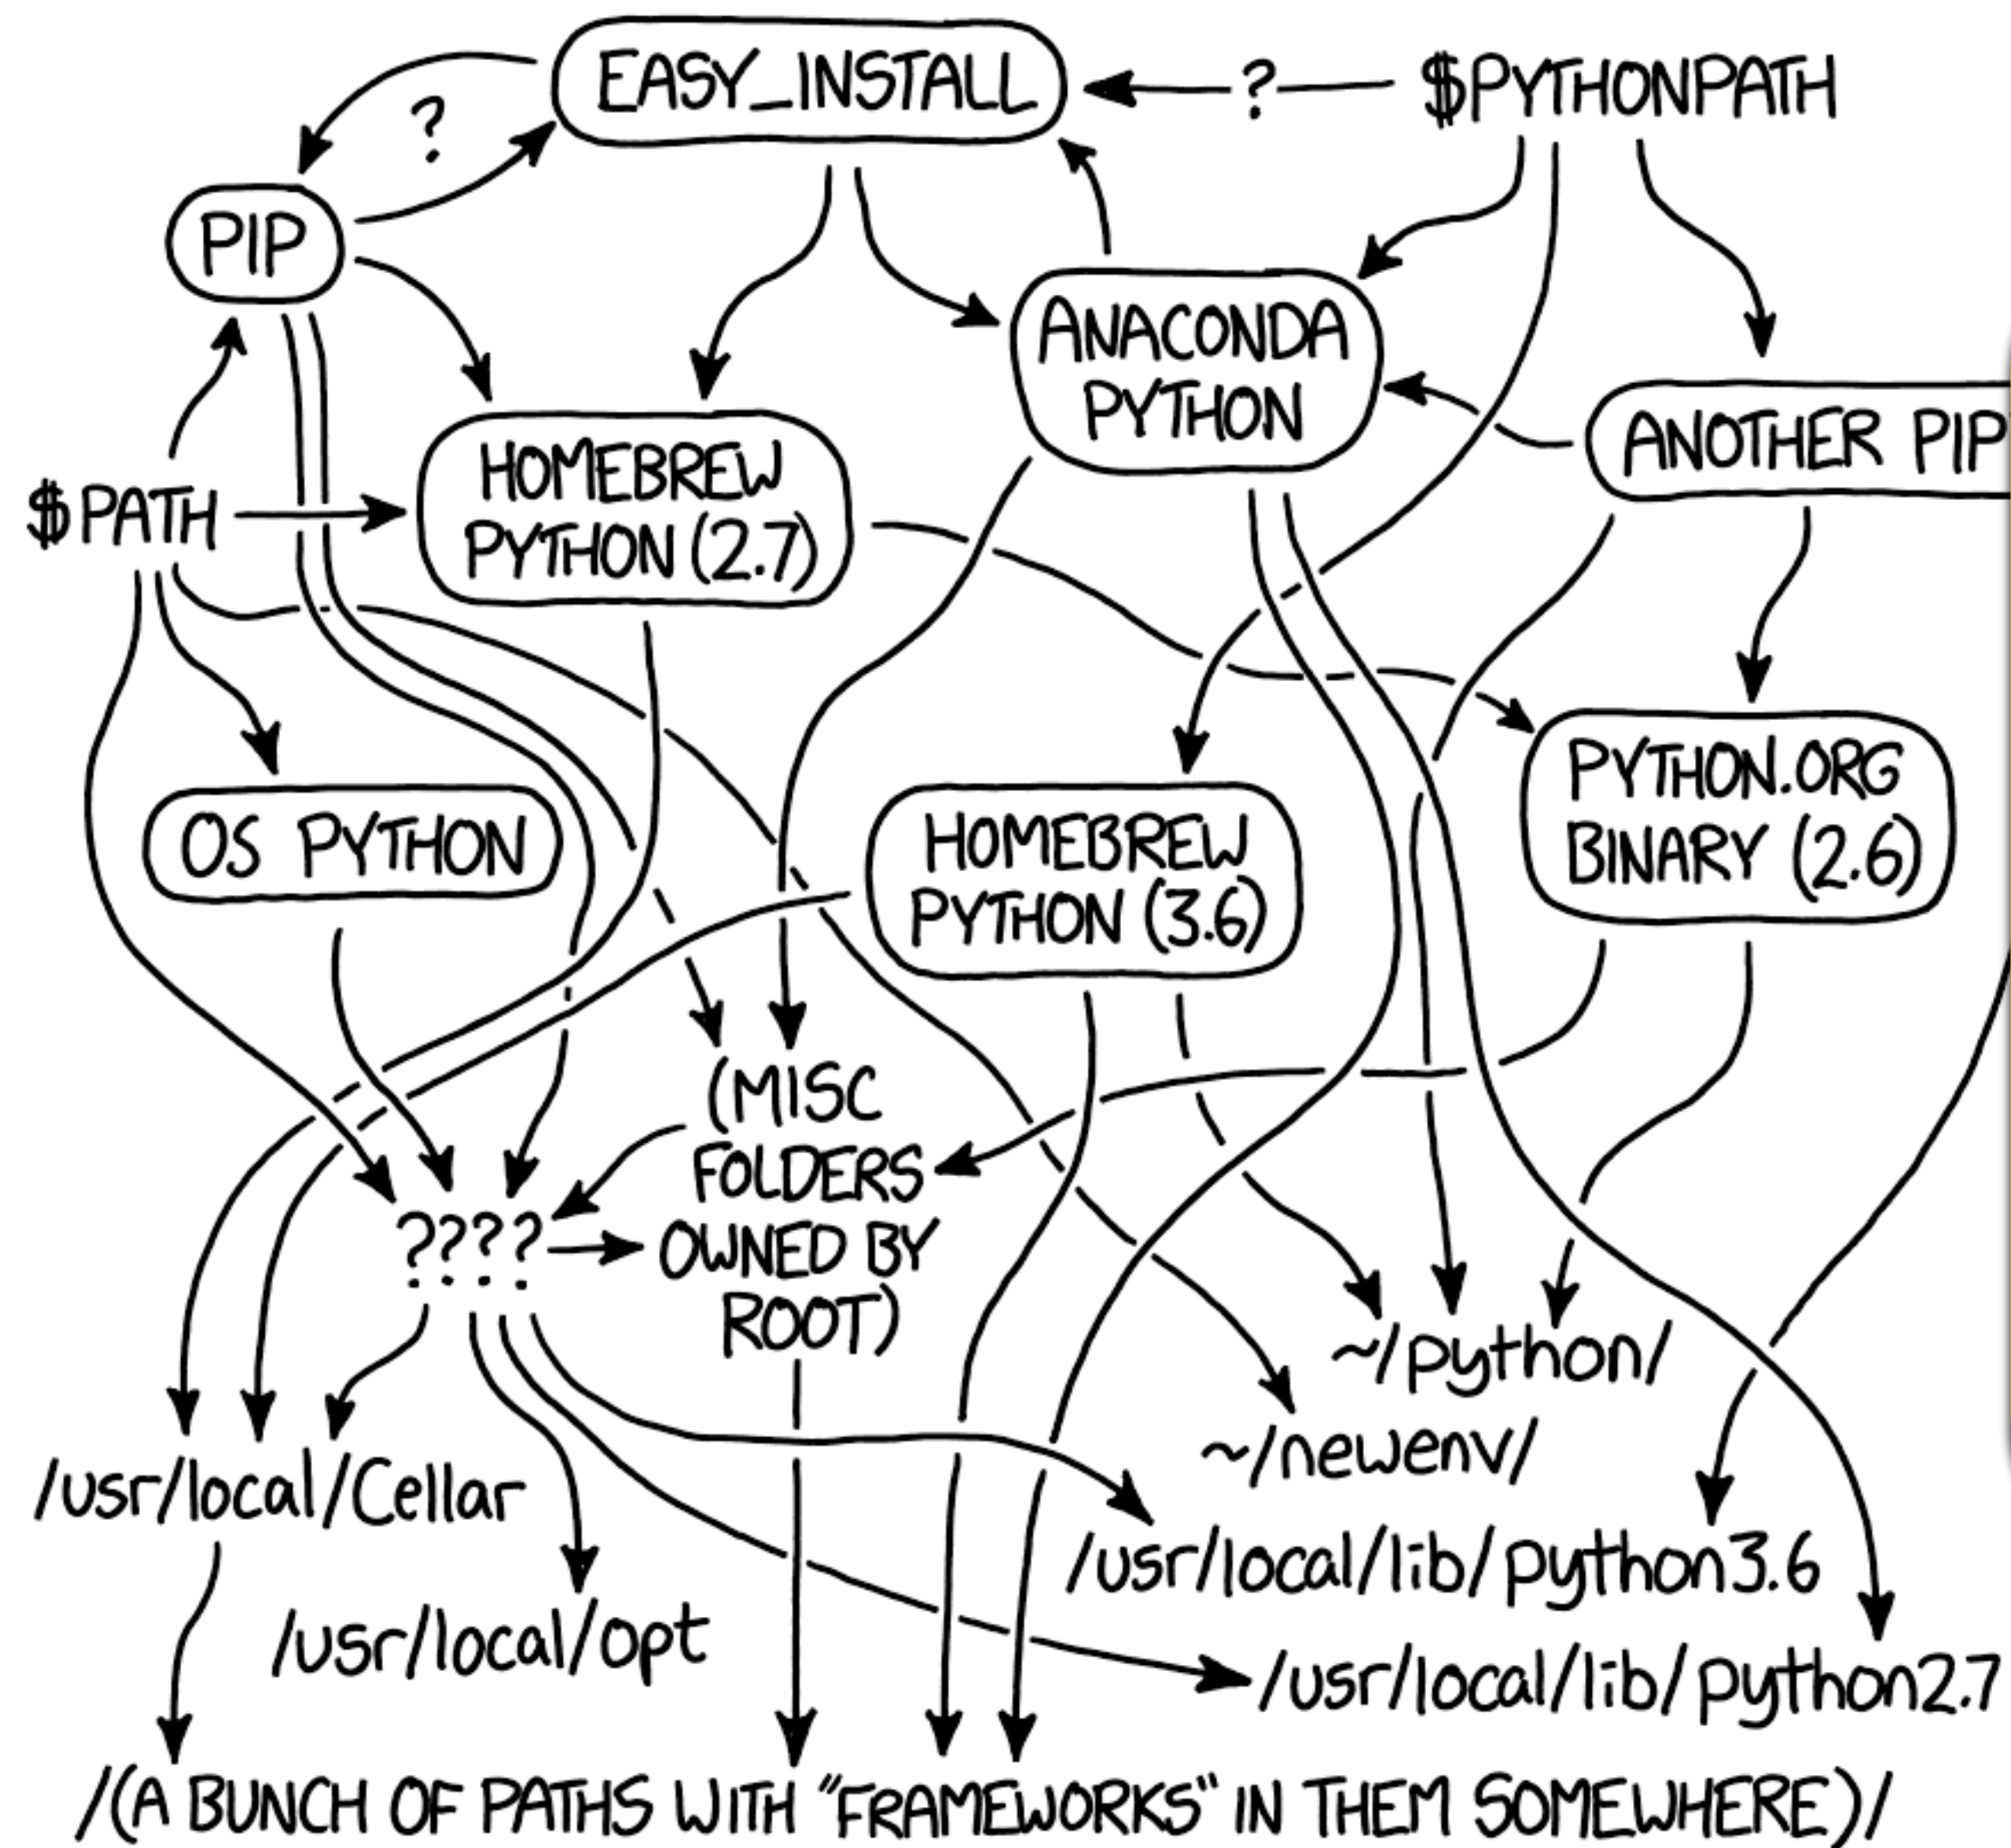 EASY_INSTALL
?
$PYTHONPATH
?
PIP
ANACONDA
PYTHON
ANOTHER PIP
HOMEBREW
PYTHON (2.7)
$PATH
PYTHON.ORG
BINARY (2.6)
OS PYTHON
HOMEBREW
PYTHON (3.6)
(MISC
FOLDERS
OWNED BY
ROOT)
????
~/python/
~/newenv/
/usr/local/Cellar
/usr/local/lib/python3.6
/usr/local/opt
/usr/local/lib/python2.7
/(A BUNCH OF PATHS WITH "FRAMEWORKS" IN THEM SOMEWHERE)/